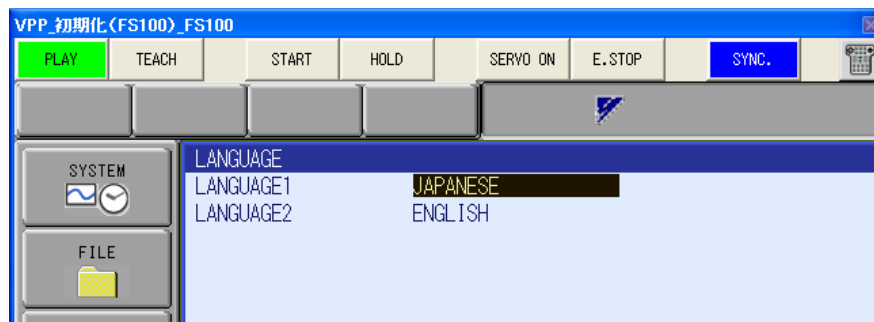 VPP_初期化(FS100)_FS100
PLAY TEACH START HOLD SERVO ON E.STOP SYNC.
SYSTEM
FILE
LANGUAGE
LANGUAGE1 JAPANESE
LANGUAGE2 ENGLISH